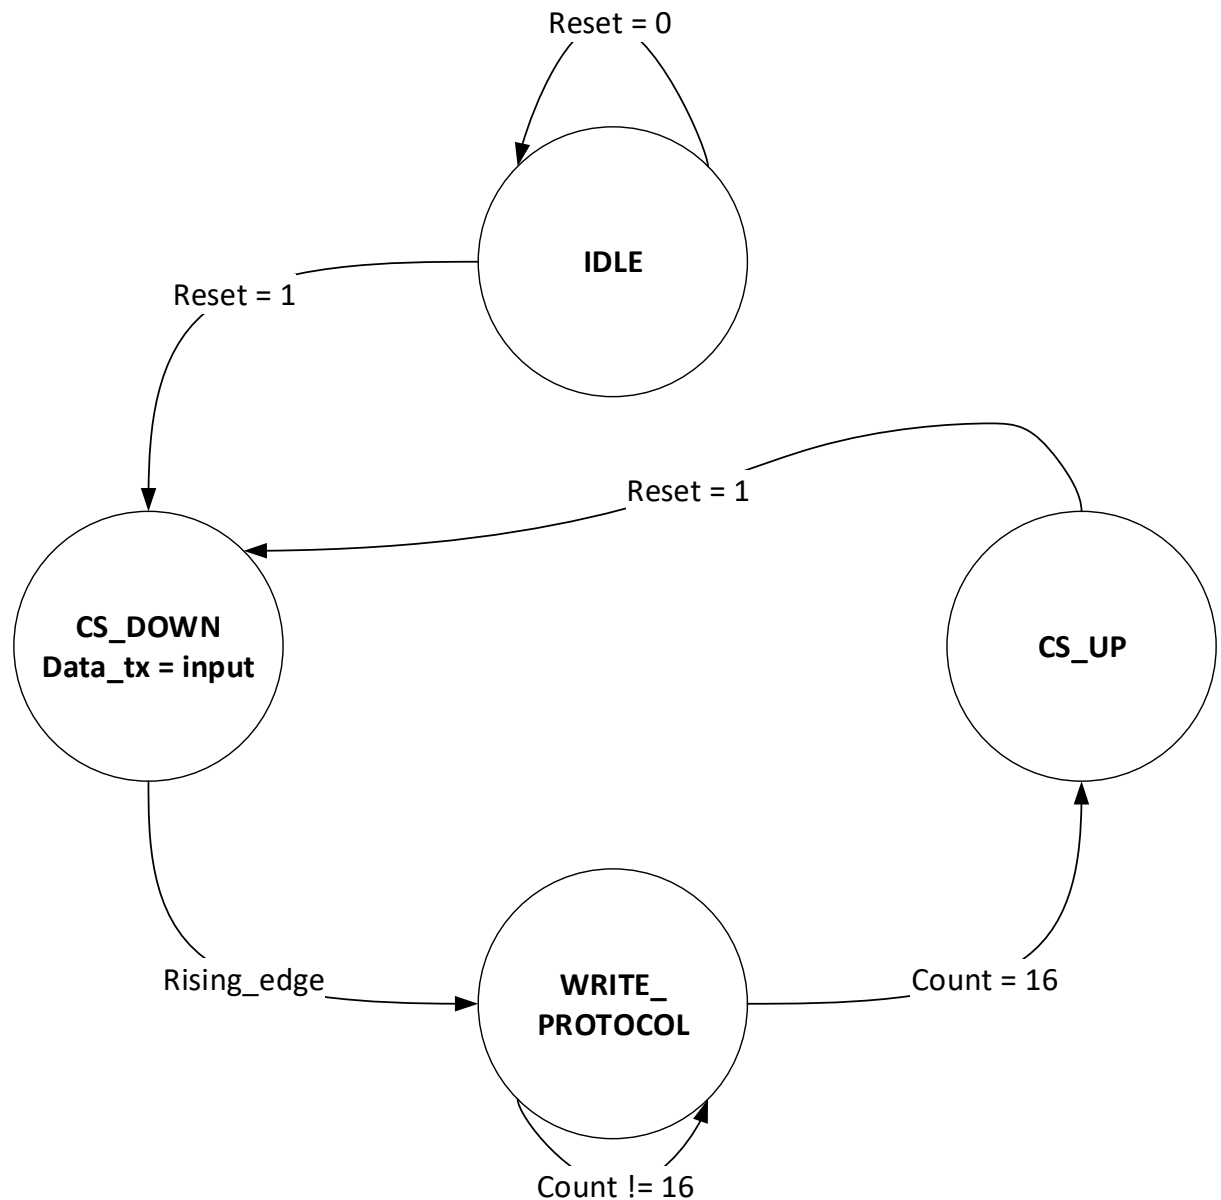 Reset = 0
IDLE
Reset = 1
Reset = 1
CS_DOWN
Data_tx = input
CS_UP
Rising_edge
WRITE_
PROTOCOL
Count = 16
Count != 16